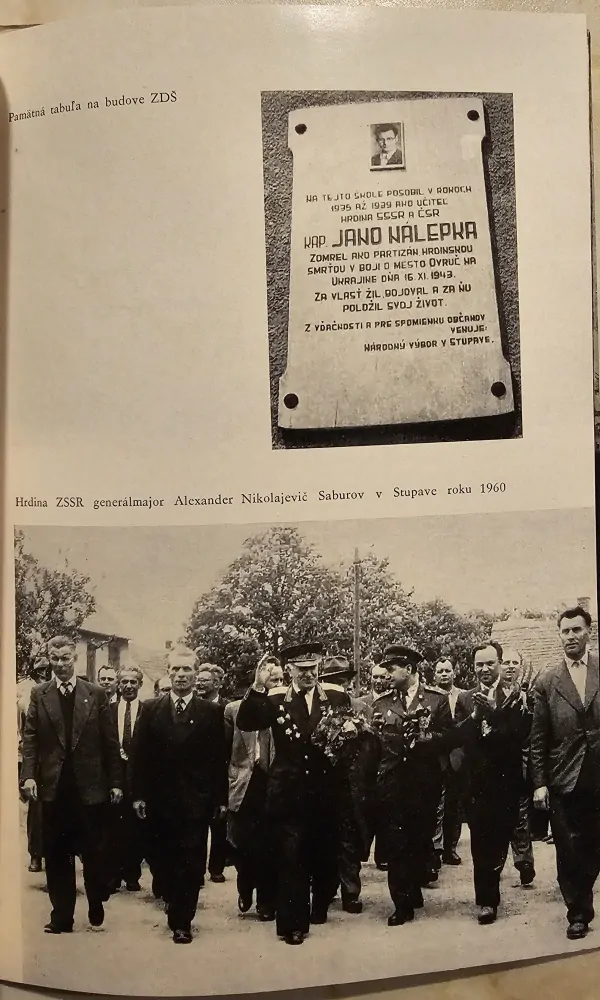 Pamätná tabuľa na budove ZDŠ
NA TEJTO ŠKOLE POSOBIL V ROKOCH
1935 AŽ 1939 AKO UČITEL
HRDINA SSSR A ČSR
KAP. JANO NÁLEPKA
ZOMREL AKO PARTIZÁN HRDINSKOU
SMRŤOU V BOJI O MESTO OVRUČ NA
UKRAJINE DŇA 16. XI. 1943.
ZA VLASŤ ŽIL, BOJOVAL A ZA ŇU
POLOŽIL SVOJ ŽIVOT.
Z VĎAČNOSTI A PRE SPOMIENKU OBČANOV
VENUJE:
NÁRODNÝ VÝBOR V STUPAVE.
Hrdina ZSSR generálmajor Alexander Nikolajevič Saburov v Stupave roku 1960